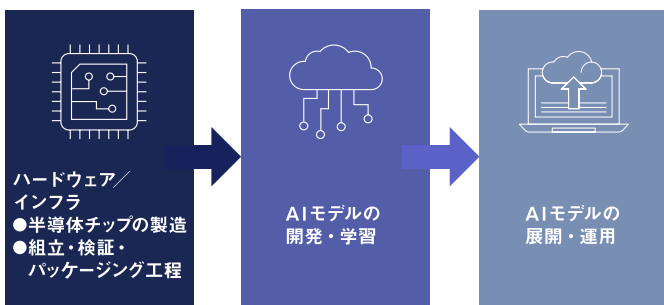 ハードウェア／
インフラ
●半導体チップの製造
●組立・検証・
パッケージング工程
AIモデルの
開発・学習
AIモデルの
展開・運用